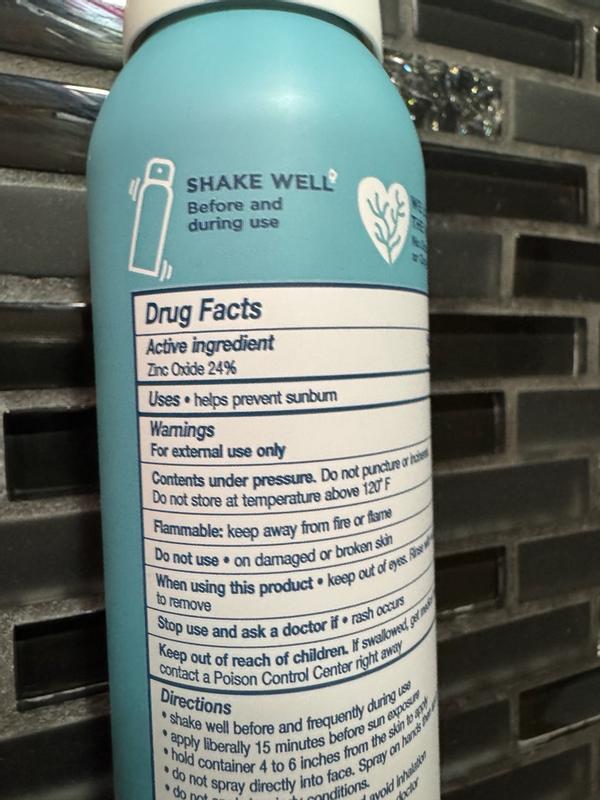 SHAKE WELL
Before and
during use
Drug Facts
Active ingredient
Zinc Oxide 24%
Uses • helps prevent sunburn
Warnings
For external use only
Contents under pressure. Do not puncture or
Do not store at temperature above 120° F
Flammable: keep away from fire or flame
Do not use • on damaged or broken skin
When using this product • keep out of eyes. Rinse
to remove
Stop use and ask a doctor if • rash occurs
Keep out of reach of children. If swallowed, get
contact a Poison Control Center right away
Directions
• shake well before and frequently during use
• apply liberally 15 minutes before sun exposure
• hold container 4 to 6 inches from the skin to apply
• do not spray directly into face. Spray on hands
• do not conditions.
avoid inhalation
doctor